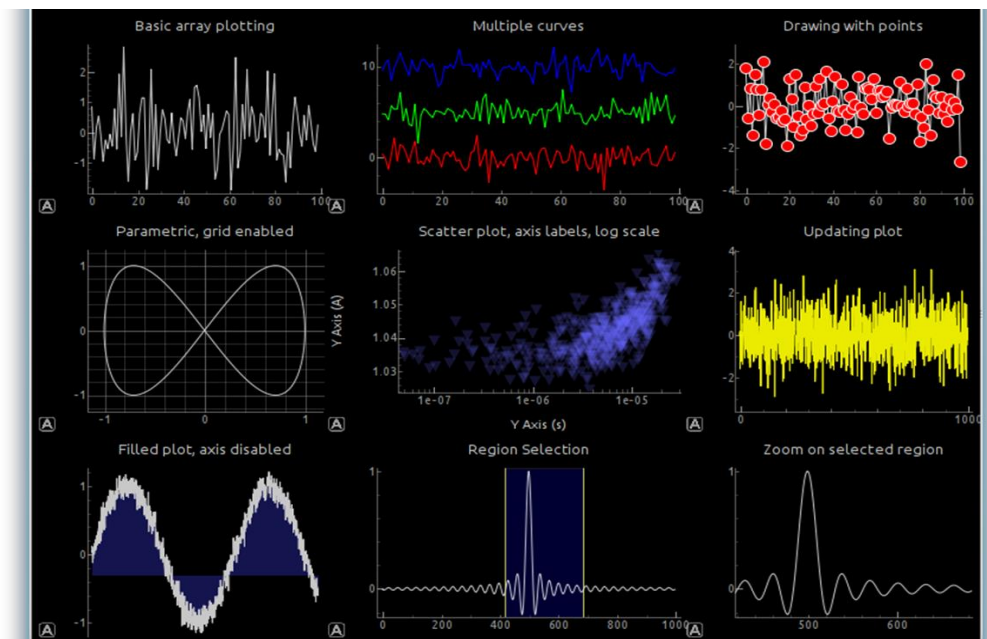 Basic array plotting
2
1
0
-1
0 20 40 60 80 100
A
Multiple curves
10
0
0 20 40 60 80 100
A
Drawing with points
2
0
-2
-4
0 20 40 60 80 100
A
Parametric, grid enabled
1
0
-1
-1 0 1
A
Scatter plot, axis labels, log scale
Y Axis (A)
1.06
1.05
1.04
1.03
1e-07 1e-06 1e-05
Y Axis (s)
A
Updating plot
4
2
0
-2
0 1000
A
Filled plot, axis disabled
1
0
-1
A
Region Selection
1
0
0 200 400 600 800 1000
A
Zoom on selected region
1
0
500 600
A